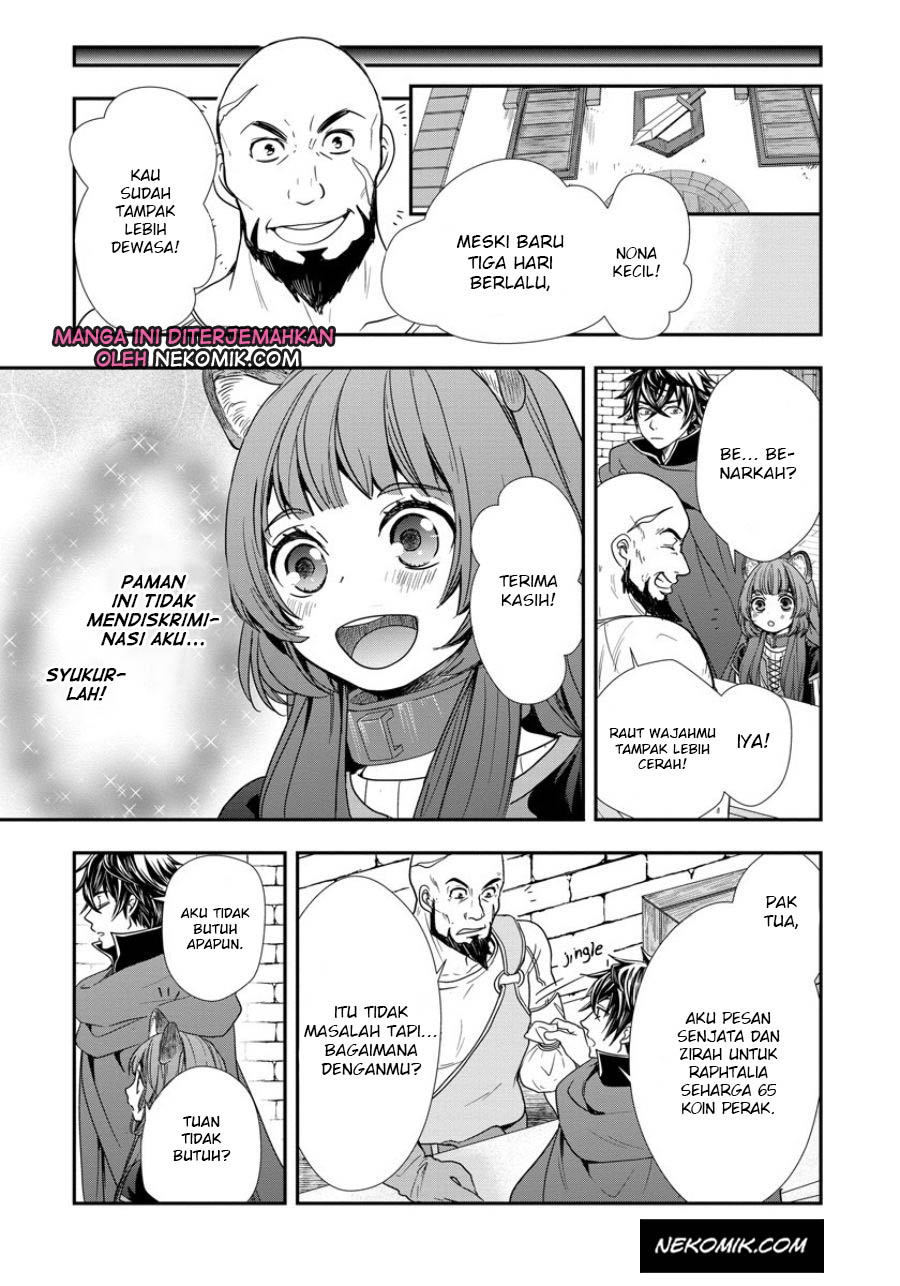 NONA
KECIL!
MESKI BARU
TIGA HARI
BERLALU,
KAU
SUDAH
TAMPAK
LEBIH
DEWASA!
MANGA INI DITERJEMAHKAN
OLEH NEKOMIK.COM
BE... BE-
NARKAH?
IYA!
RAUT WAJAHMU
TAMPAK LEBIH
CERAH!
TERIMA
KASIH!
PAMAN
INI TIDAK
MENDISKRIMI-
NASI AKU...
SYUKUR-
LAH!
PAK
TUA,
AKU PESAN
SENJATA DAN
ZIRAH UNTUK
RAPHTALIA
SEHARGA 65
KOIN PERAK.
jingle
ITU TIDAK
MASALAH TAPI...
BAGAIMANA
DENGANMU?
AKU TIDAK
BUTUH
APAPUN.
TUAN
TIDAK
BUTUH?
NEKOMIK.COM